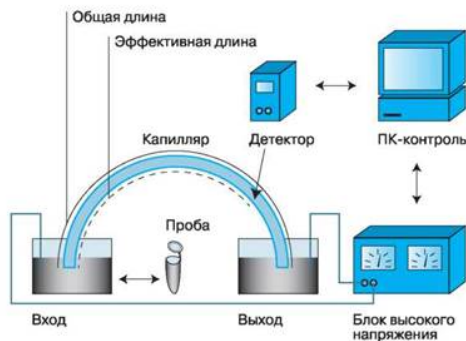 Общая длина
Эффективная длина
Капилляр
Детектор
ПК-контроль
Проба
Вход
Выход
Блок высокого
напряжения